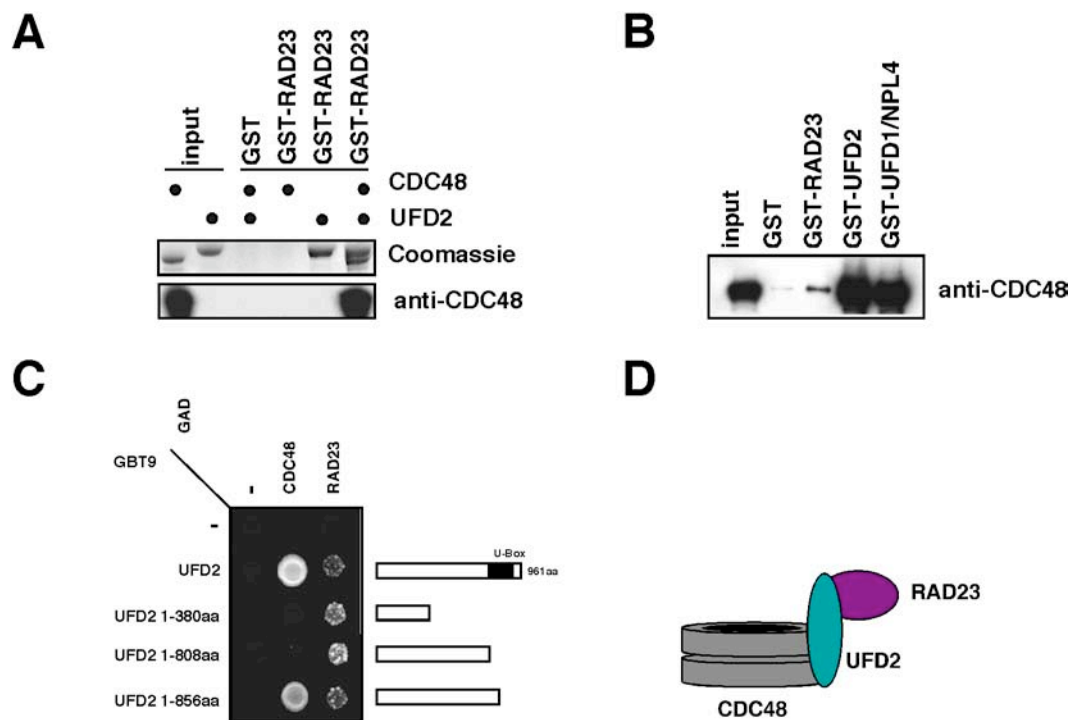 A
input
GST
GST-RAD23
GST-RAD23
GST-RAD23
CDC48
UFD2
Coomassie
anti-CDC48
B
input
GST
GST-RAD23
GST-UFD2
GST-UFD1/NPL4
anti-CDC48
C
GAD
GBT9
-
CDC48
RAD23
-
UFD2
U-Box
961aa
UFD2 1-380aa
UFD2 1-808aa
UFD2 1-856aa
D
RAD23
UFD2
CDC48